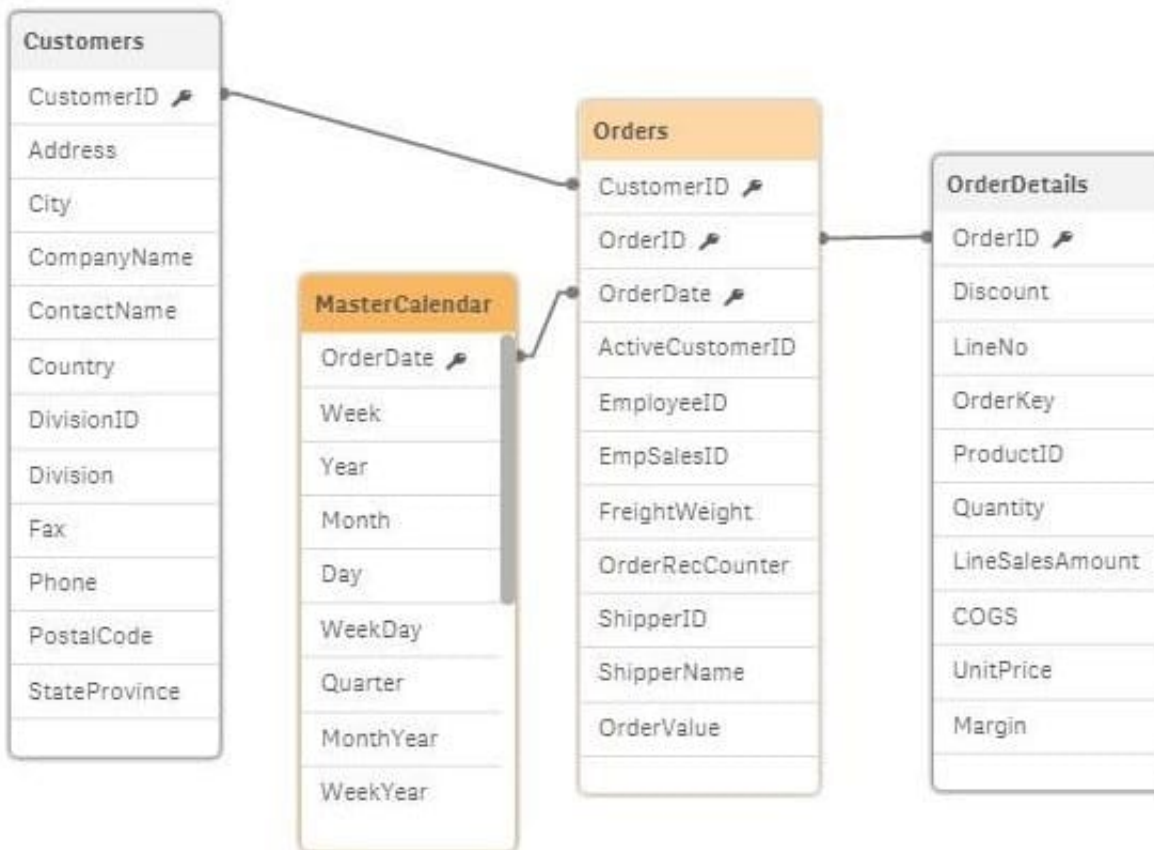 Customers
CustomerID
Address
City
CompanyName
ContactName
Country
DivisionID
Division
Fax
Phone
PostalCode
StateProvince
MasterCalendar
OrderDate
Week
Year
Month
Day
WeekDay
Quarter
MonthYear
WeekYear
Orders
CustomerID
OrderID
OrderDate
ActiveCustomerID
EmployeeID
EmpSalesID
FreightWeight
OrderRecCounter
ShipperID
ShipperName
OrderValue
OrderDetails
OrderID
Discount
LineNo
OrderKey
ProductID
Quantity
LineSalesAmount
COGS
UnitPrice
Margin